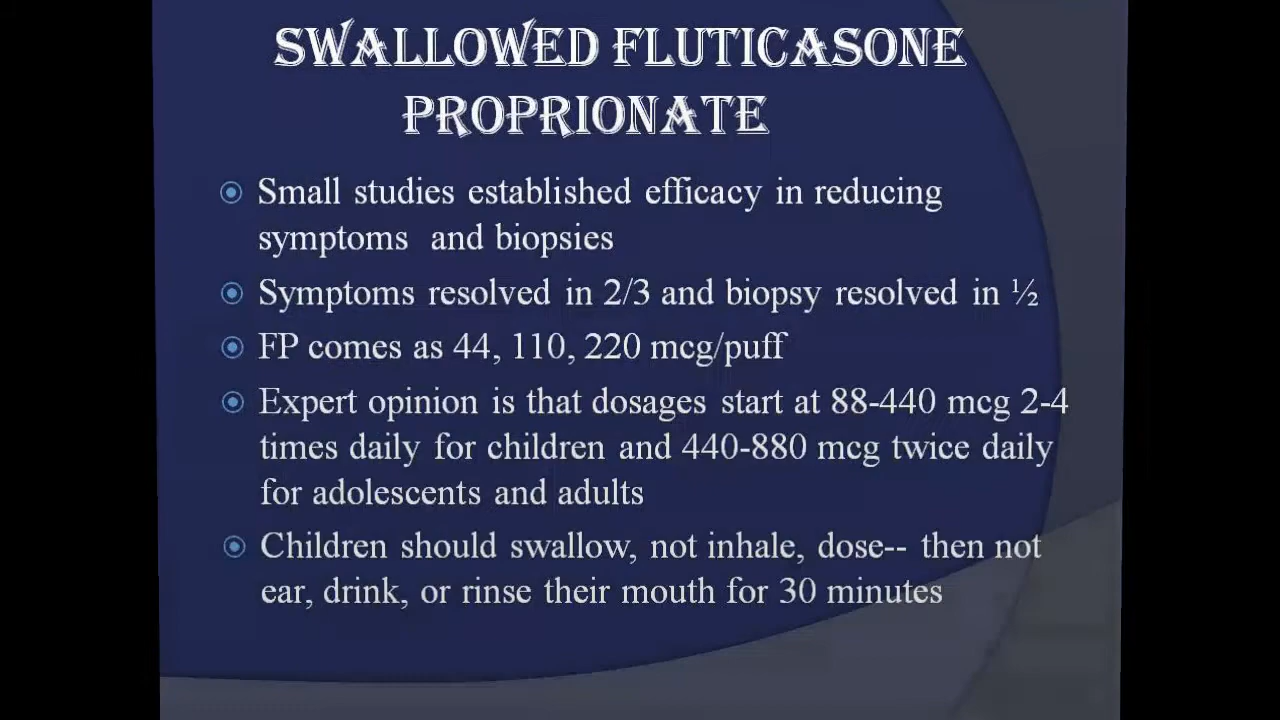 SWALLOWED FLUTICASONE
PROPRIONATE
Small studies established efficacy in reducing
symptoms and biopsies
Symptoms resolved in 2/3 and biopsy resolved in ½
FP comes as 44, 110, 220 mcg/puff
Expert opinion is that dosages start at 88-440 mcg 2-4
times daily for children and 440-880 mcg twice daily
for adolescents and adults
Children should swallow, not inhale, dose-- then not
ear, drink, or rinse their mouth for 30 minutes